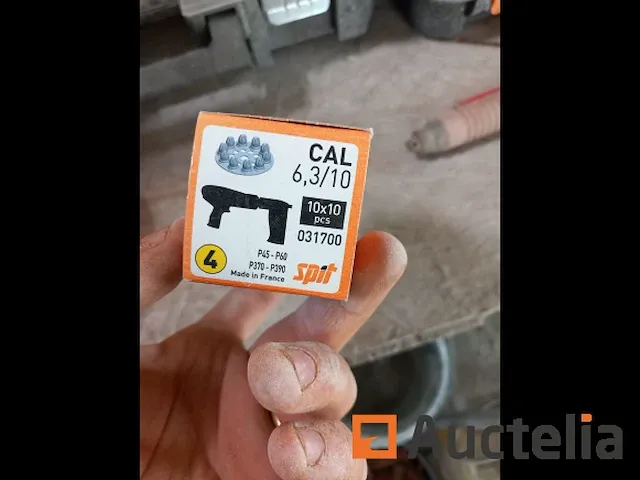 CAL
6,3/10
10x10
pcs
031700
4
P45 - P60
P370 - P390
Made in France
spit
Auctelia